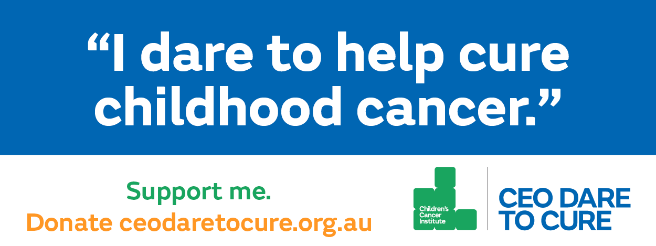 “I dare to help cure
childhood cancer.”
Support me.
Donate ceodaretocure.org.au
Children's
Cancer
Institute
CEO DARE
TO CURE